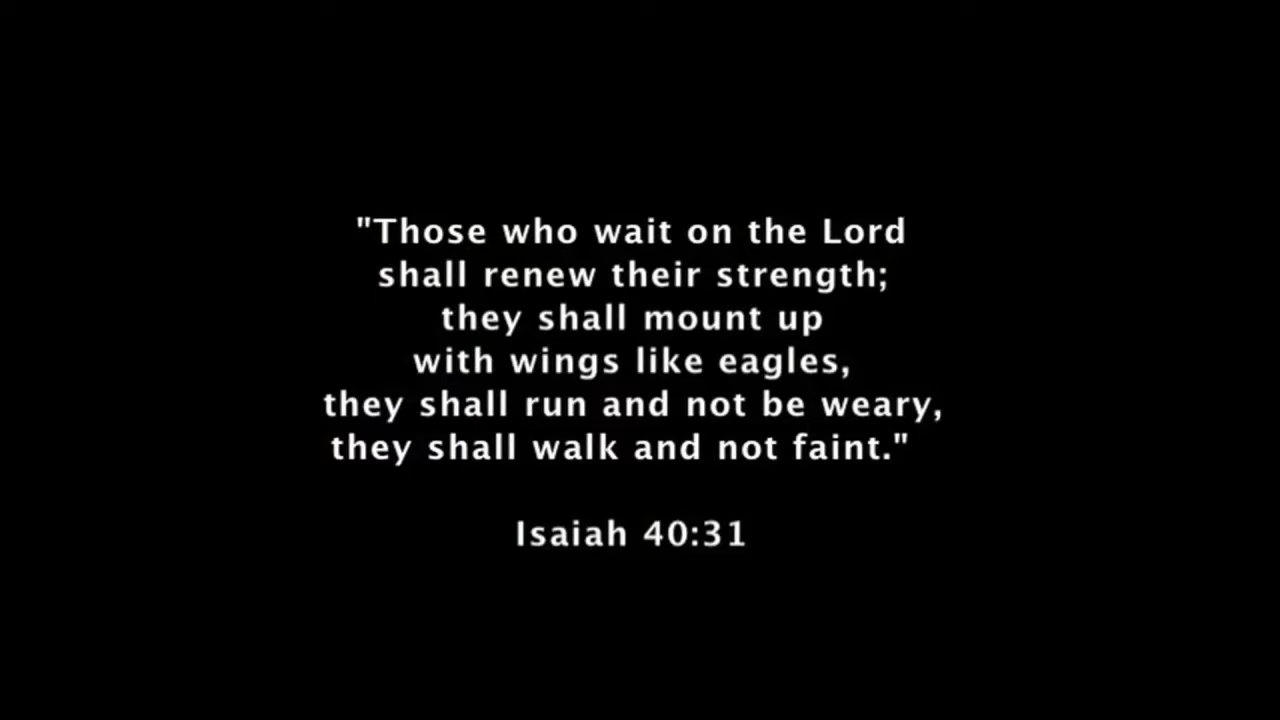 "Those who wait on the Lord
shall renew their strength;
they shall mount up
with wings like eagles,
they shall run and not be weary,
they shall walk and not faint."
Isaiah 40:31